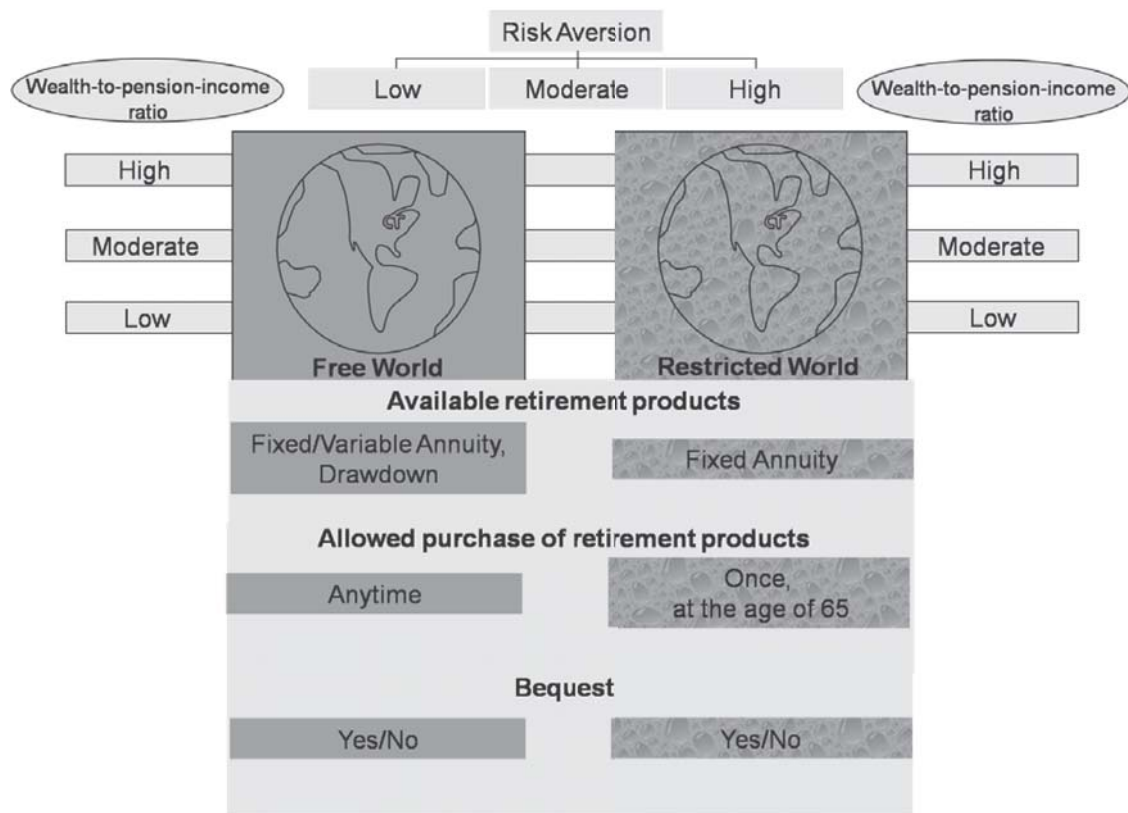 Risk Aversion
Low
Moderate
High
Wealth-to-pension-income
ratio
Wealth-to-pension-income
ratio
High
High
Moderate
Moderate
Low
Low
Free World
Restricted World
Available retirement products
Fixed/Variable Annuity,
Drawdown
Fixed Annuity
Allowed purchase of retirement products
Anytime
Once,
at the age of 65
Bequest
Yes/No
Yes/No